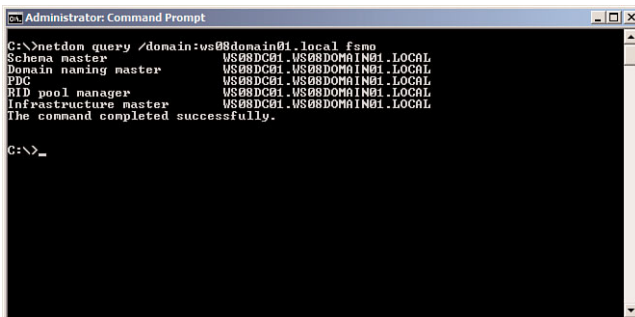 Administrator: Command Prompt
C:\>netdom query /domain:ws08domain01.local fsmo
Schema master WS08DC01.WS08DOMAIN01.LOCAL
Domain naming master WS08DC01.WS08DOMAIN01.LOCAL
PDC WS08DC01.WS08DOMAIN01.LOCAL
RID pool manager WS08DC01.WS08DOMAIN01.LOCAL
Infrastructure master WS08DC01.WS08DOMAIN01.LOCAL
The command completed successfully.
C:\>_